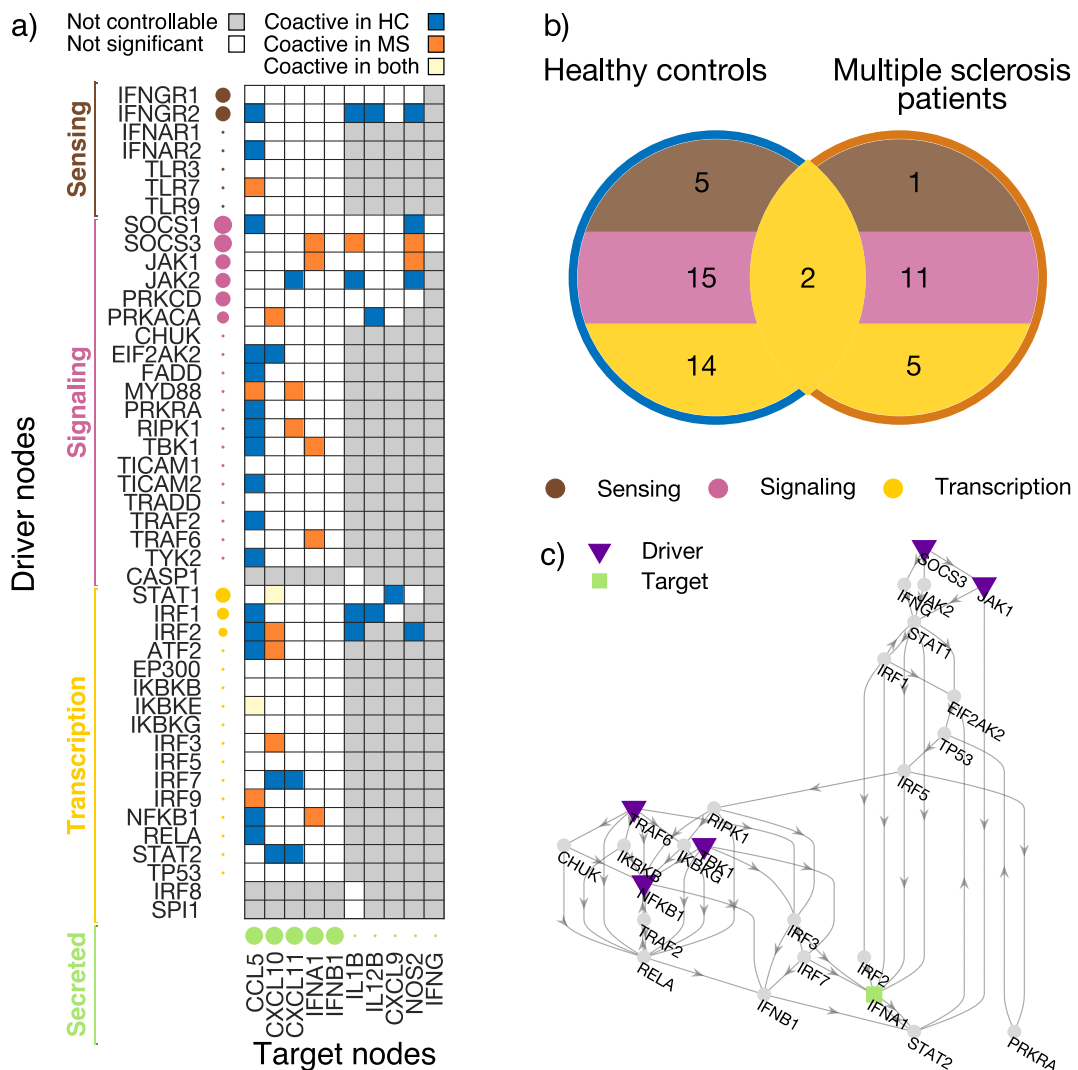 a)
Not controllable
Not significant
Coactive in HC
Coactive in MS
Coactive in both
Driver nodes
Sensing
IFNGR1
IFNGR2
IFNAR1
IFNAR2
TLR3
TLR7
TLR9
Signaling
SOCS1
SOCS3
JAK1
JAK2
PRKCD
PRKACA
CHUK
EIF2AK2
FADD
MYD88
PRKRA
RIPK1
TBK1
TICAM1
TICAM2
TRADD
TRAF2
TRAF6
TYK2
CASP1
Transcription
STAT1
IRF1
IRF2
ATF2
EP300
IKBKB
IKBKE
IKBKG
IRF3
IRF5
IRF7
IRF9
NFKB1
RELA
STAT2
TP53
IRF8
SPI1
Secreted
CCL5
CXCL10
CXCL11
IFNA1
IFNB1
IL1B
IL12B
CXCL9
NOS2
IFNG
Target nodes
b)
Healthy controls
Multiple sclerosis
patients
5
1
15
2
11
14
5
Sensing
Signaling
Transcription
c)
Driver
Target
SOCS3
IFNG
JAK2
JAK1
STAT1
IRF1
EIF2AK2
TP53
IRF5
TRAF6
RIPK1
CHUK
IKBKB
IKBKG
TBK1
NFKB1
TRAF2
RELA
IRF3
IRF7
IRF2
IFNB1
IFNA1
STAT2
PRKRA